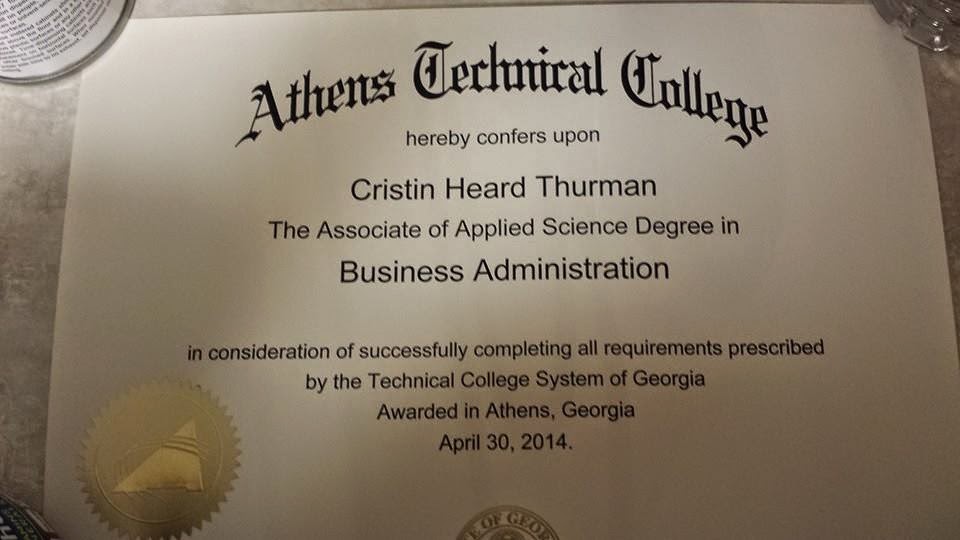 Athens Technical College
hereby confers upon
Cristin Heard Thurman
The Associate of Applied Science Degree in
Business Administration
in consideration of successfully completing all requirements prescribed
by the Technical College System of Georgia
Awarded in Athens, Georgia
April 30, 2014.
OF GEO